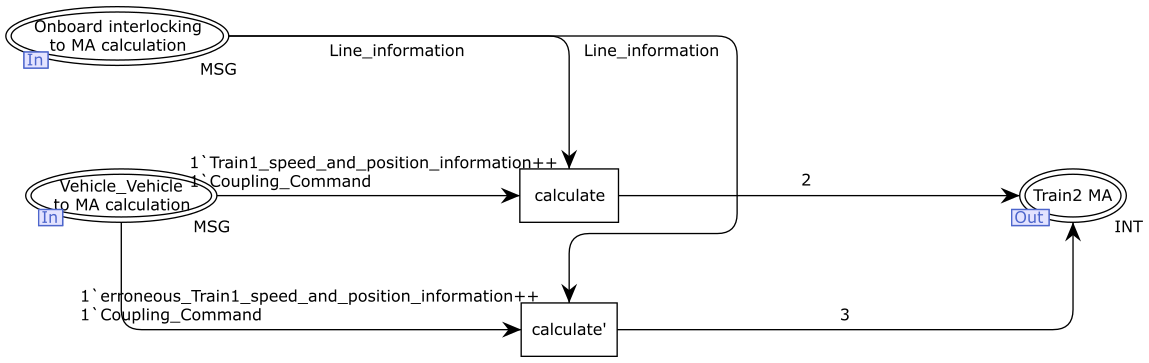 Onboard interlocking
to MA calculation
In
MSG
Line_information
Line_information
1`Train1_speed_and_position_information++
1`Coupling_Command
Vehicle_Vehicle
to MA calculation
In
MSG
calculate
2
Train2 MA
Out
INT
1`erroneous_Train1_speed_and_position_information++
1`Coupling_Command
calculate'
3